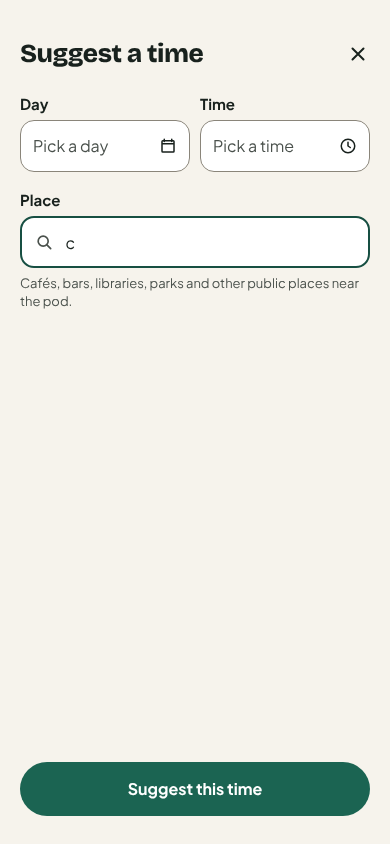 Suggest a time
Day
Time
Pick a day
Pick a time
Place
c
Cafés, bars, libraries, parks and other public places near
the pod.
Suggest this time